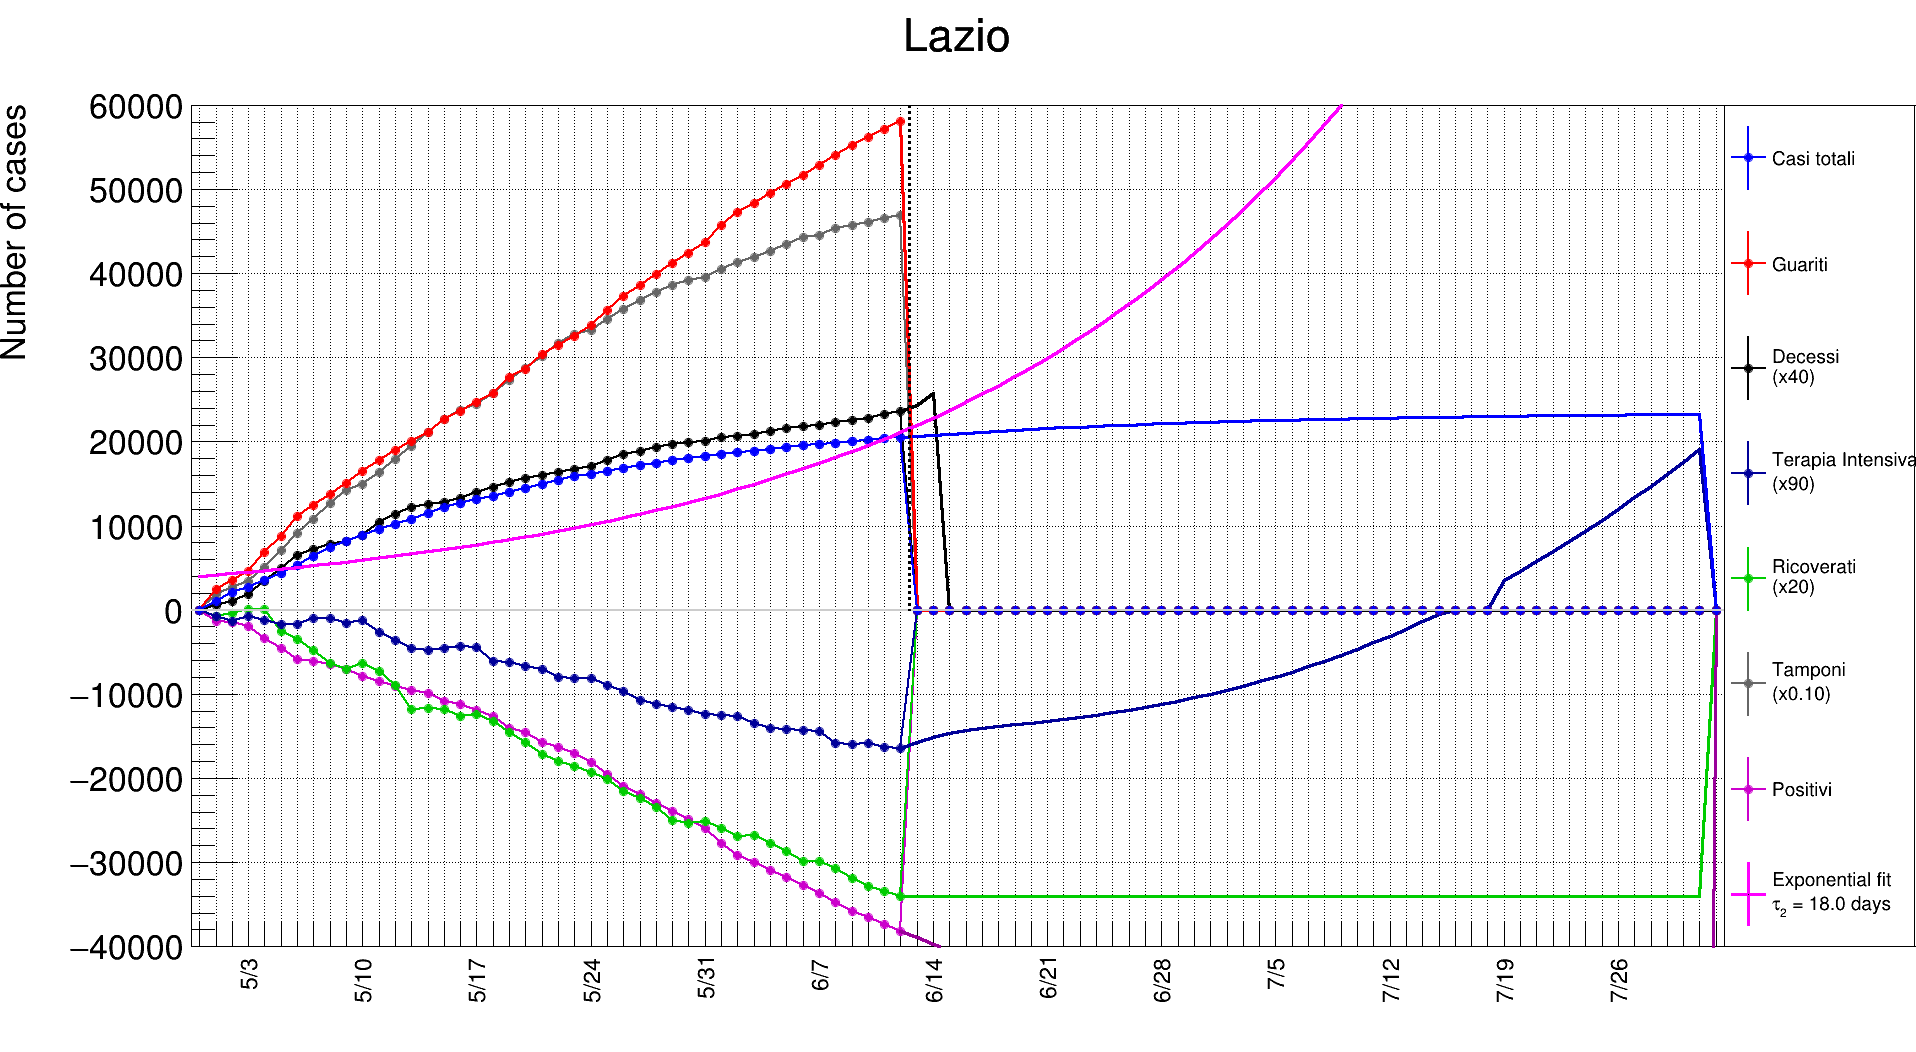 Lazio
Number of cases
60000
50000
40000
30000
20000
10000
0
−10000
−20000
−30000
−40000
5/3
5/10
5/17
5/24
5/31
6/7
6/14
6/21
6/28
7/5
7/12
7/19
7/26
Casi totali
Guariti
Decessi
(x40)
Terapia Intensiva
(x90)
Ricoverati
(x20)
Tamponi
(x0.10)
Positivi
Exponential fit
τ₂ = 18.0 days